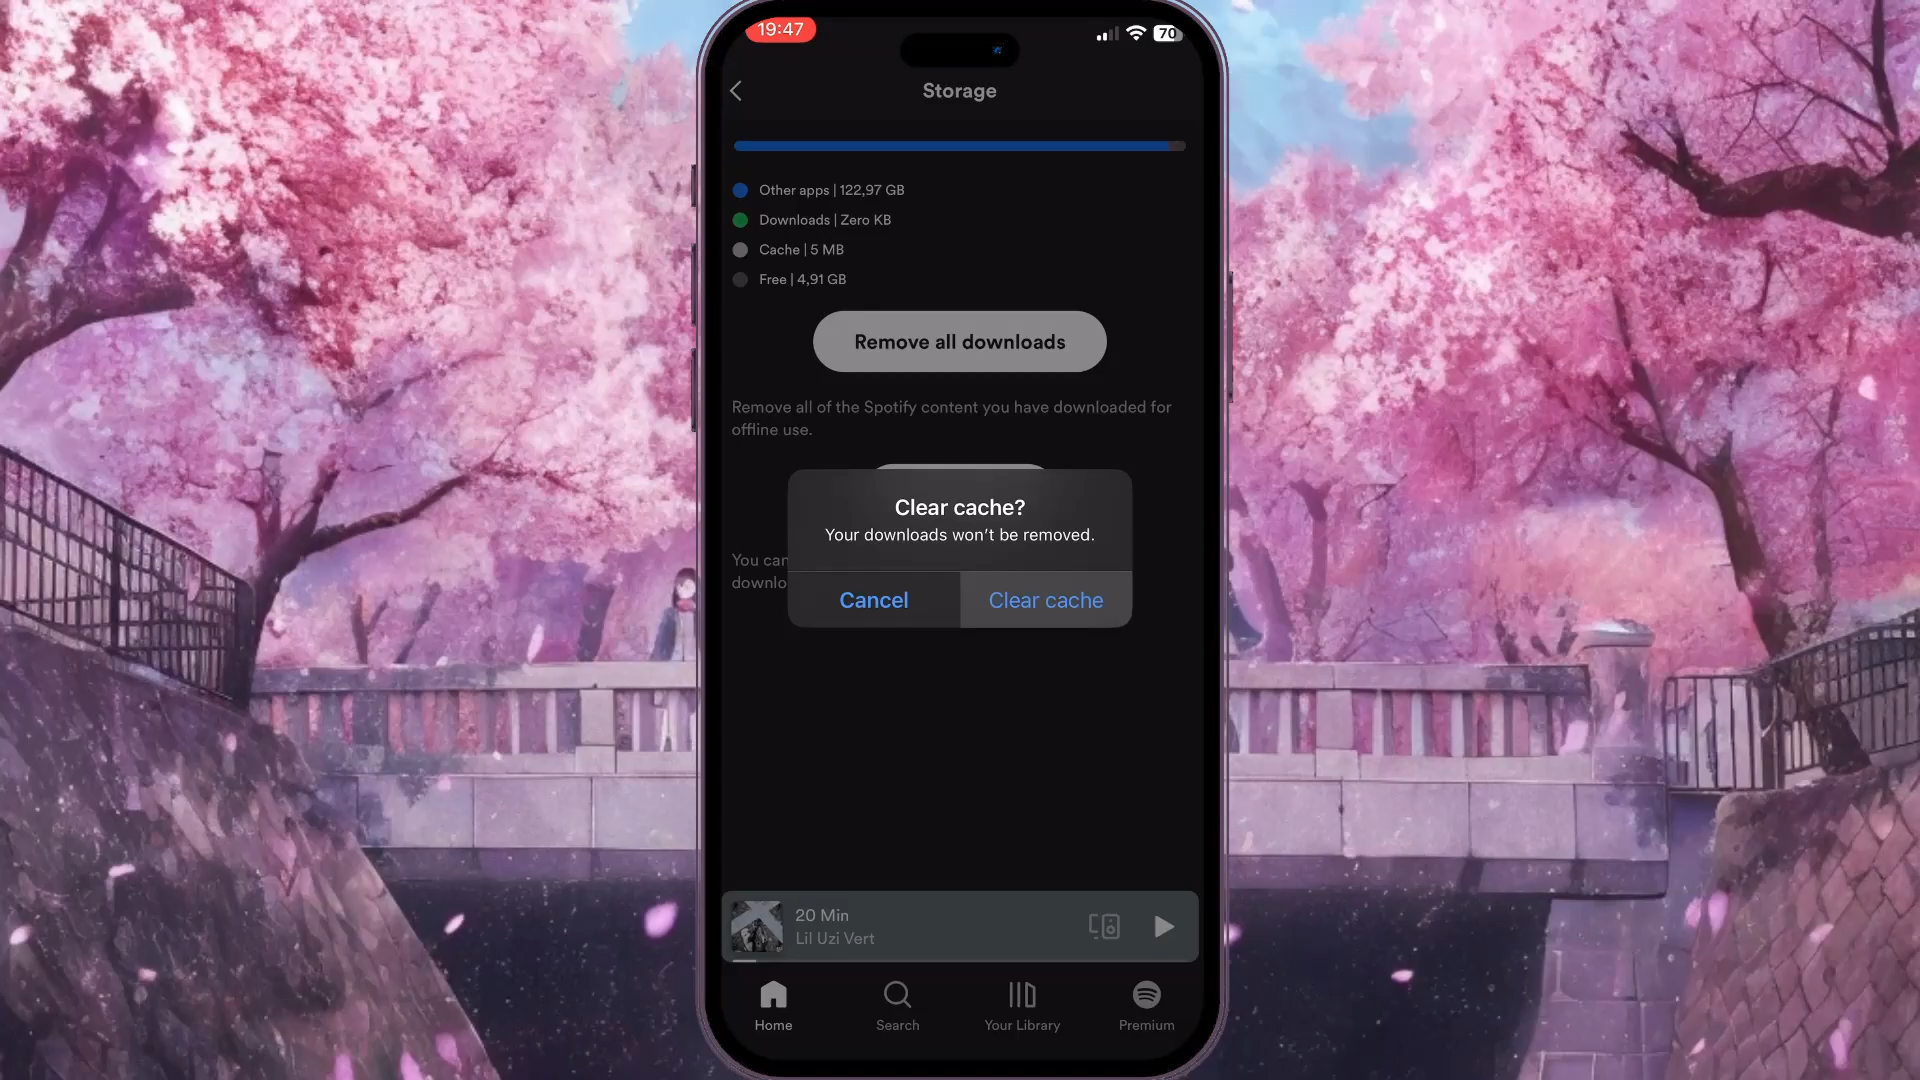 19:47
70
Storage
Other apps | 122,97 GB
Downloads | Zero KB
Cache | 5 MB
Free | 4,91 GB
Remove all downloads
Remove all of the Spotify content you have downloaded for
offline use.
Clear cache?
Your downloads won't be removed.
You can
downlo
Cancel
Clear cache
20 Min
Lil Uzi Vert
Home
Search
Your Library
Premium